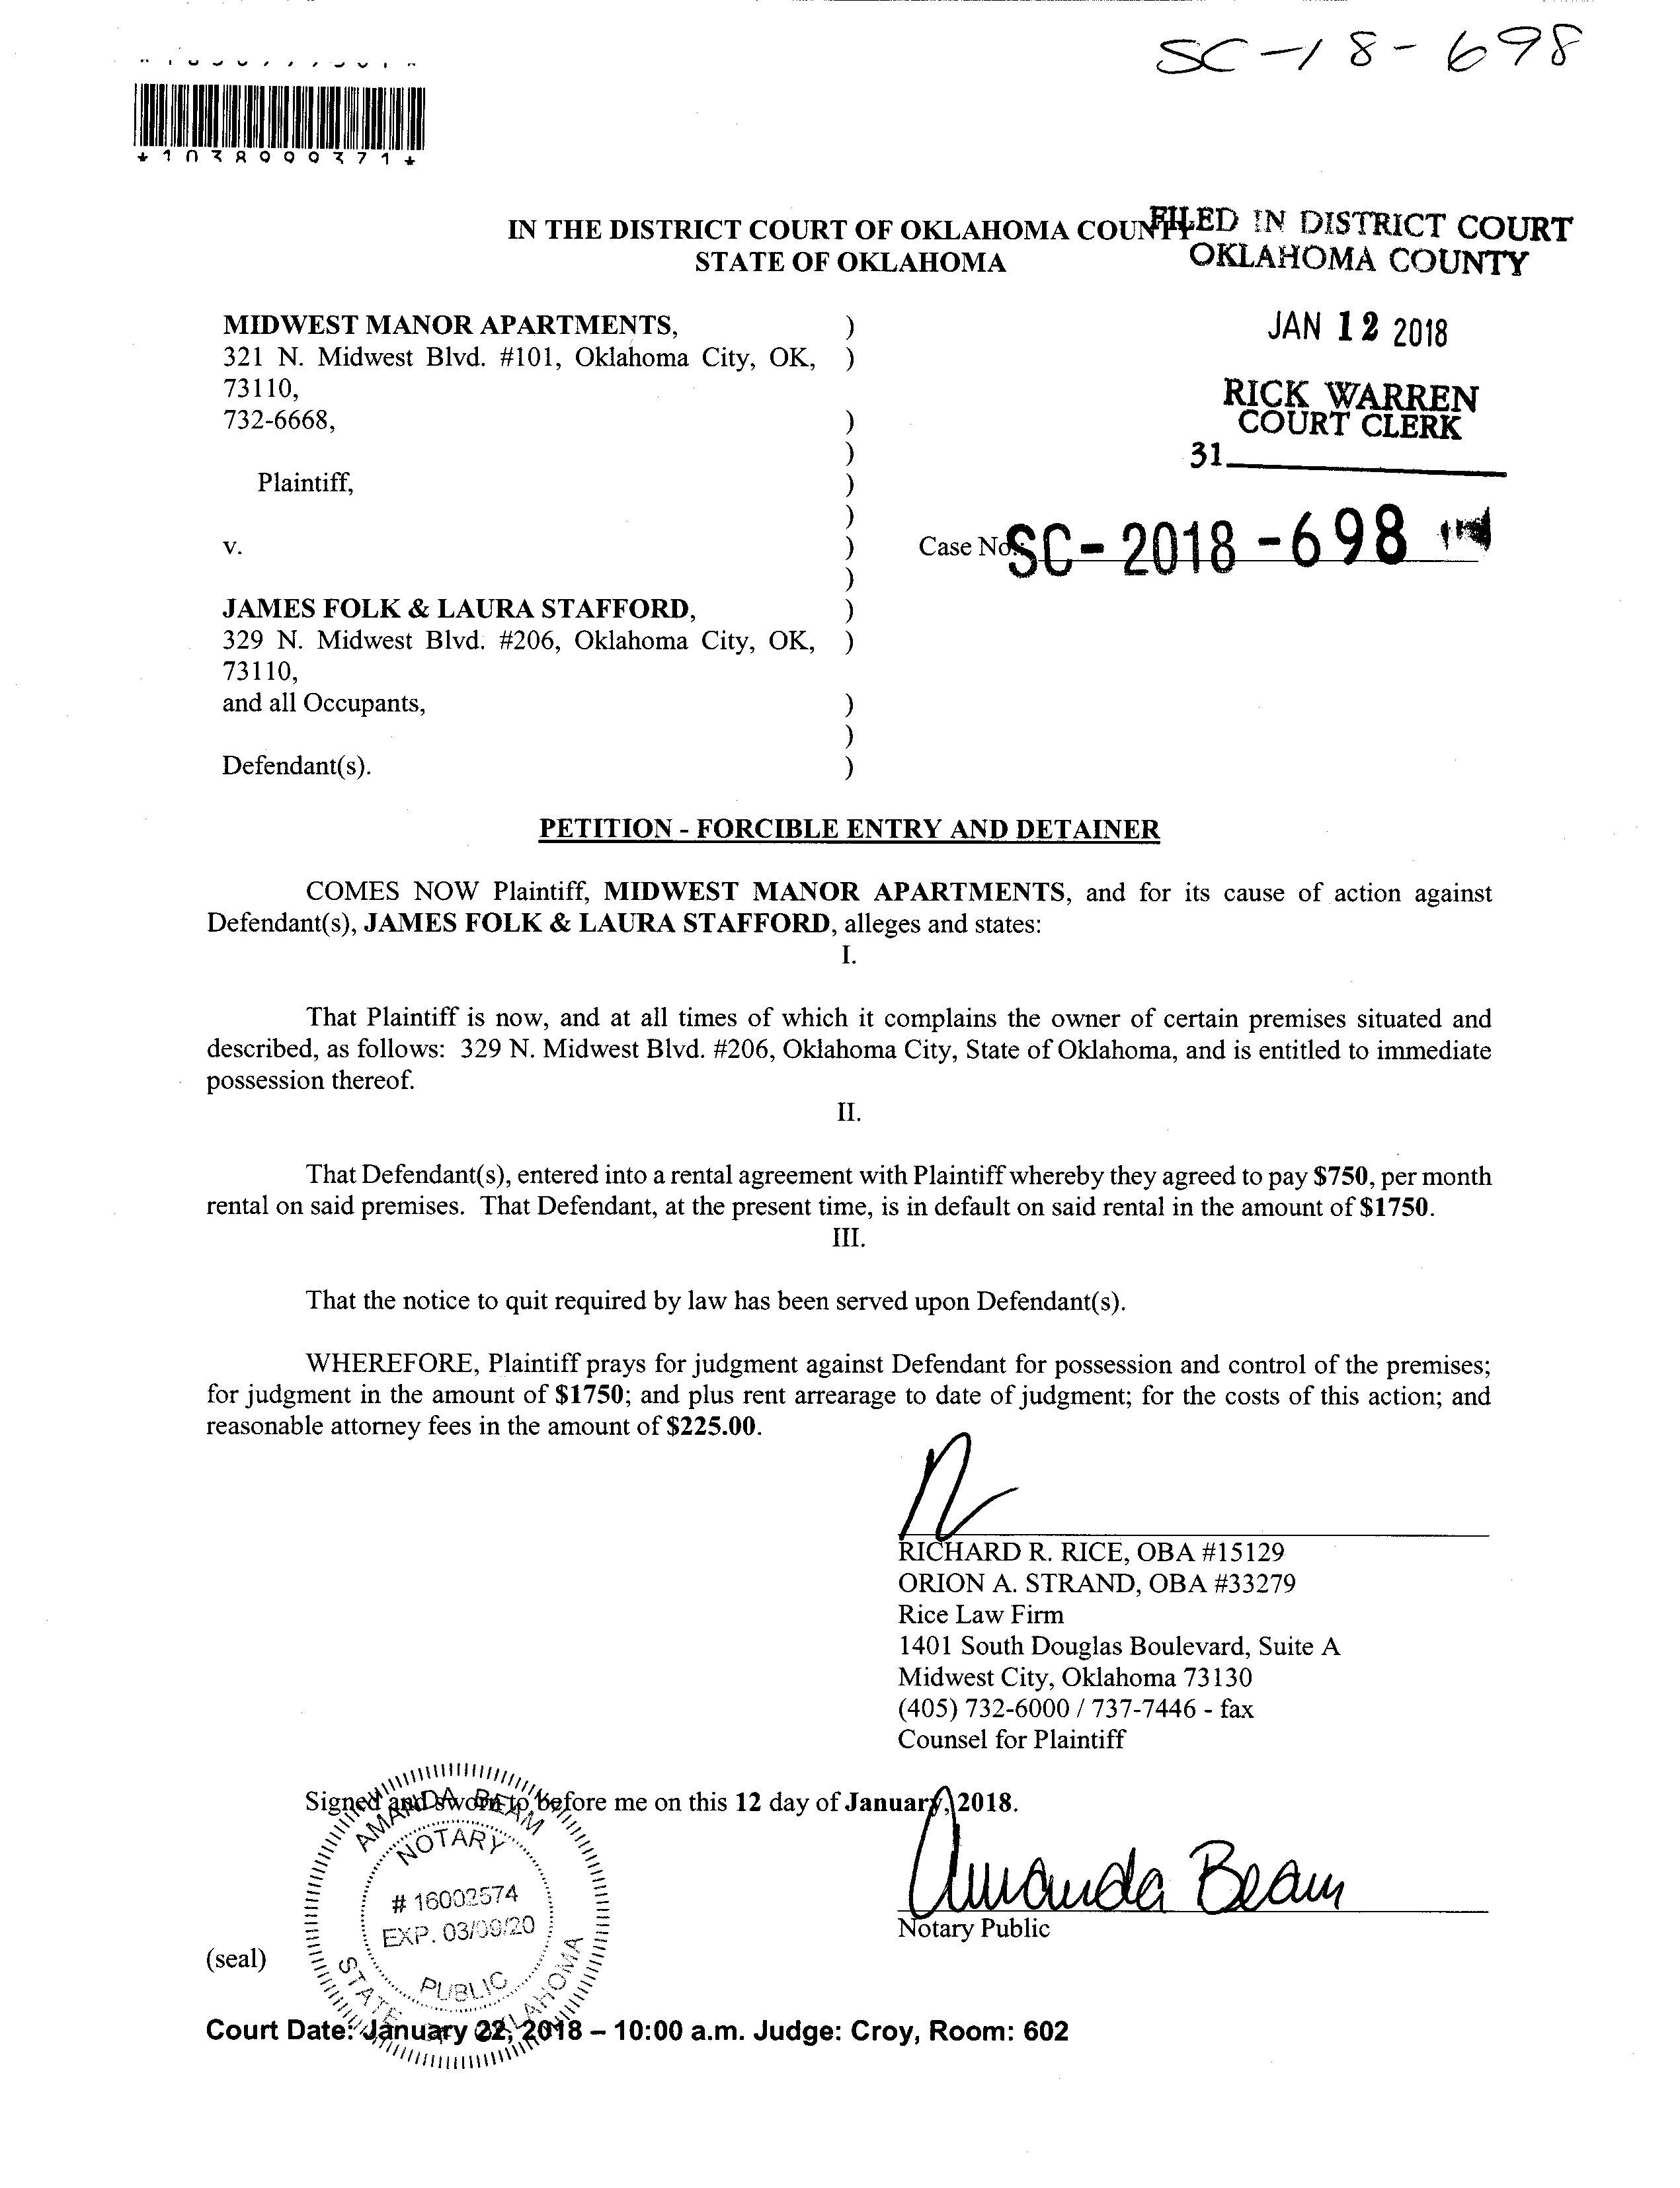 SC-18-698
*1038999371*
IN THE DISTRICT COURT OF OKLAHOMA COUNTY
STATE OF OKLAHOMA
FILED IN DISTRICT COURT
OKLAHOMA COUNTY
JAN 12 2018
RICK WARREN
COURT CLERK
31
MIDWEST MANOR APARTMENTS, )
321 N. Midwest Blvd. #101, Oklahoma City, OK, )
73110,
732-6668, )
)
Plaintiff, )
)
v. )
Case No. SC-2018-698
)
JAMES FOLK & LAURA STAFFORD, )
329 N. Midwest Blvd. #206, Oklahoma City, OK, )
73110,
and all Occupants, )
)
Defendant(s). )
PETITION - FORCIBLE ENTRY AND DETAINER
COMES NOW Plaintiff, MIDWEST MANOR APARTMENTS, and for its cause of action against
Defendant(s), JAMES FOLK & LAURA STAFFORD, alleges and states:
I.
That Plaintiff is now, and at all times of which it complains the owner of certain premises situated and
described, as follows: 329 N. Midwest Blvd. #206, Oklahoma City, State of Oklahoma, and is entitled to immediate
possession thereof.
II.
That Defendant(s), entered into a rental agreement with Plaintiff whereby they agreed to pay $750, per month
rental on said premises. That Defendant, at the present time, is in default on said rental in the amount of $1750.
III.
That the notice to quit required by law has been served upon Defendant(s).
WHEREFORE, Plaintiff prays for judgment against Defendant for possession and control of the premises;
for judgment in the amount of $1750; and plus rent arrearage to date of judgment; for the costs of this action; and
reasonable attorney fees in the amount of $225.00.
RICHARD R. RICE, OBA #15129
ORION A. STRAND, OBA #33279
Rice Law Firm
1401 South Douglas Boulevard, Suite A
Midwest City, Oklahoma 73130
(405) 732-6000 / 737-7446 - fax
Counsel for Plaintiff
Signed and sworn to before me on this 12 day of January, 2018.
AMANDA BEAM
NOTARY
# 16002574
EXP. 03/09/20
PUBLIC
STATE OF OKLAHOMA
Amanda Beam
Notary Public
(seal)
Court Date: January 22, 2018 – 10:00 a.m. Judge: Croy, Room: 602